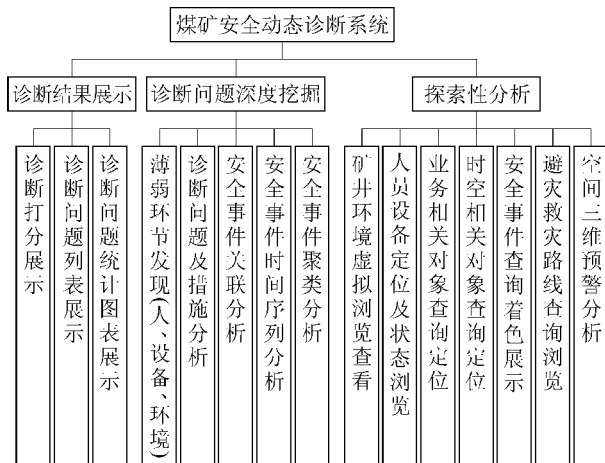 煤矿安全动态诊断系统
诊断结果展示
诊断问题深度挖掘
探索性分析
诊断打分展示
诊断问题列表展示
诊断问题统计图表展示
薄弱环节发现(人、设备、环境)
诊断问题及措施分析
安全事件关联分析
安全事件时间序列分析
安全事件聚类分析
矿井环境虚拟浏览查看
人员设备定位及状态浏览
业务相关对象查询定位
时空相关对象查询定位
安全事件查询着色展示
避灾救灾路线查询浏览
空间三维预警分析